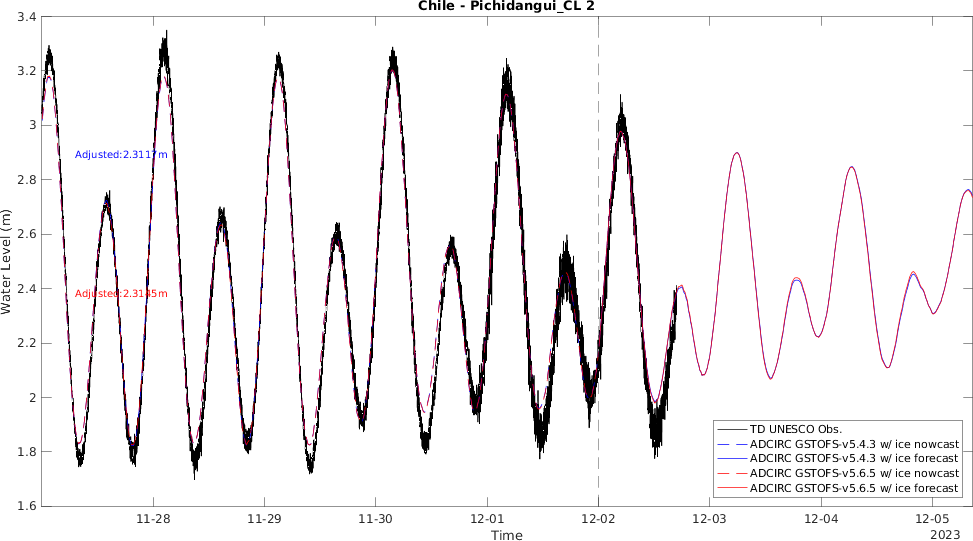 Chile - Pichidangui_CL 2
3.4
3.2
3
2.8
2.6
2.4
2.2
2
1.8
1.6
Water Level (m)
Adjusted:2.3117m
Adjusted:2.3145m
TD UNESCO Obs.
ADCIRC GSTOFS-v5.4.3 w/ ice nowcast
ADCIRC GSTOFS-v5.4.3 w/ ice forecast
ADCIRC GSTOFS-v5.6.5 w/ ice nowcast
ADCIRC GSTOFS-v5.6.5 w/ ice forecast
11-28 11-29 11-30 12-01 12-02 12-03 12-04 12-05
Time
2023